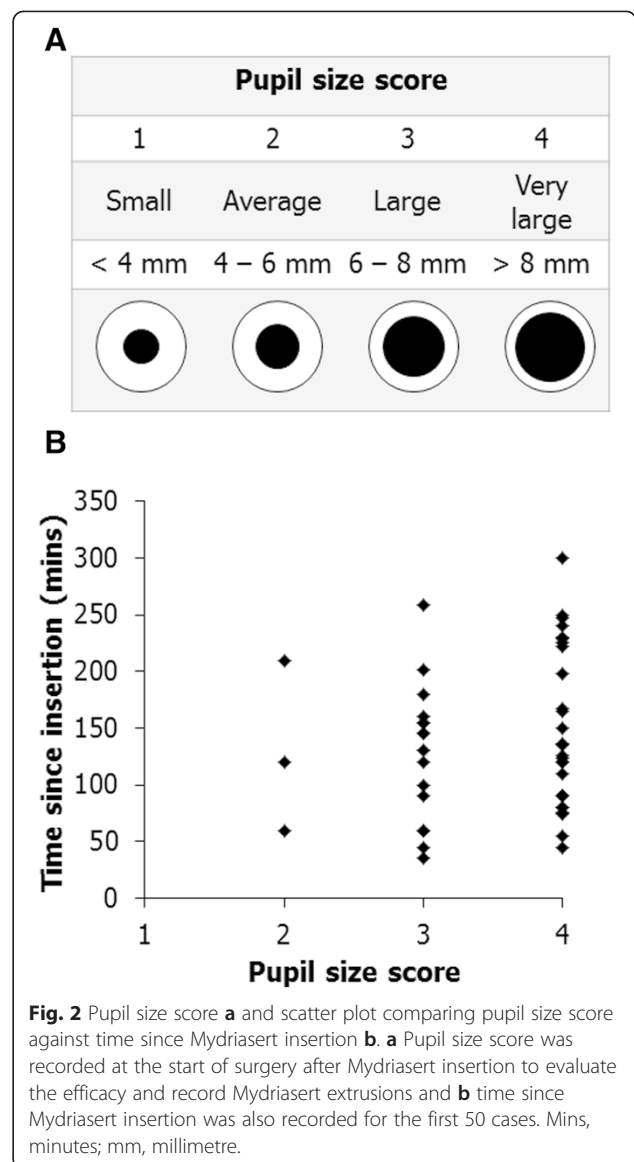 A
Pupil size score
1 2 3 4
Small Average Large Very large
< 4 mm 4 – 6 mm 6 – 8 mm > 8 mm
B
350
300
250
200
150
100
50
0
Time since insertion (mins)
1 2 3 4
Pupil size score
Fig. 2 Pupil size score a and scatter plot comparing pupil size score
against time since Mydriasert insertion b. a Pupil size score was
recorded at the start of surgery after Mydriasert insertion to evaluate
the efficacy and record Mydriasert extrusions and b time since
Mydriasert insertion was also recorded for the first 50 cases. Mins,
minutes; mm, millimetre.